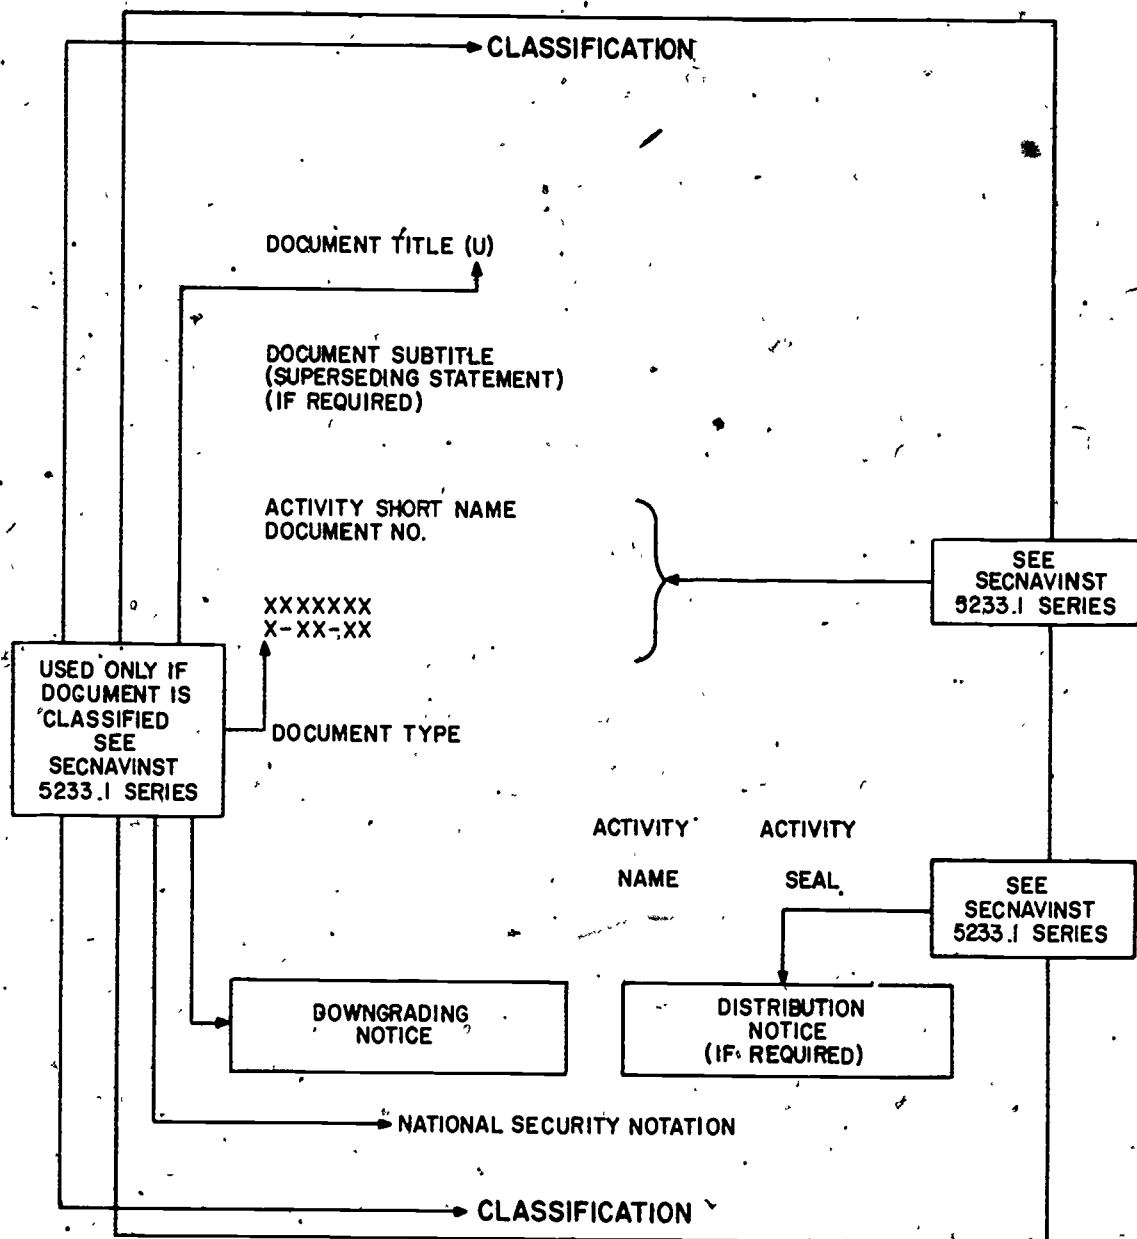 CLASSIFICATION
DOCUMENT TITLE (U)
DOCUMENT SUBTITLE
(SUPERSEDING STATEMENT)
(IF REQUIRED)
ACTIVITY SHORT NAME
DOCUMENT NO.
SEE
SECNAVINST
5233.1 SERIES
XXXXXXX
X-XX-XX
USED ONLY IF
DOCUMENT IS
CLASSIFIED
SEE
SECNAVINST
5233.1 SERIES
DOCUMENT TYPE
ACTIVITY ACTIVITY
NAME SEAL
SEE
SECNAVINST
5233.1 SERIES
DOWNGRADING
NOTICE
DISTRIBUTION
NOTICE
(IF REQUIRED)
NATIONAL SECURITY NOTATION
CLASSIFICATION